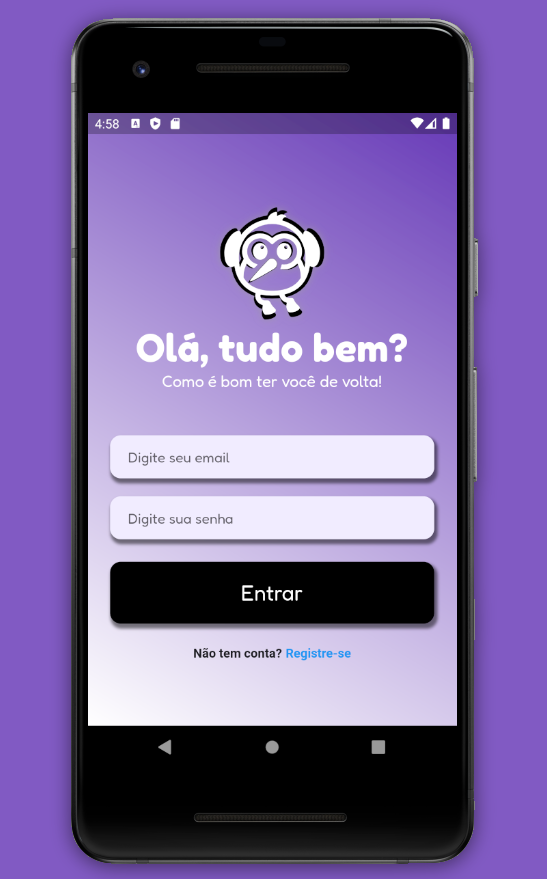 4:58
Olá, tudo bem?
Como é bom ter você de volta!
Digite seu email
Digite sua senha
Entrar
Não tem conta? Registre-se